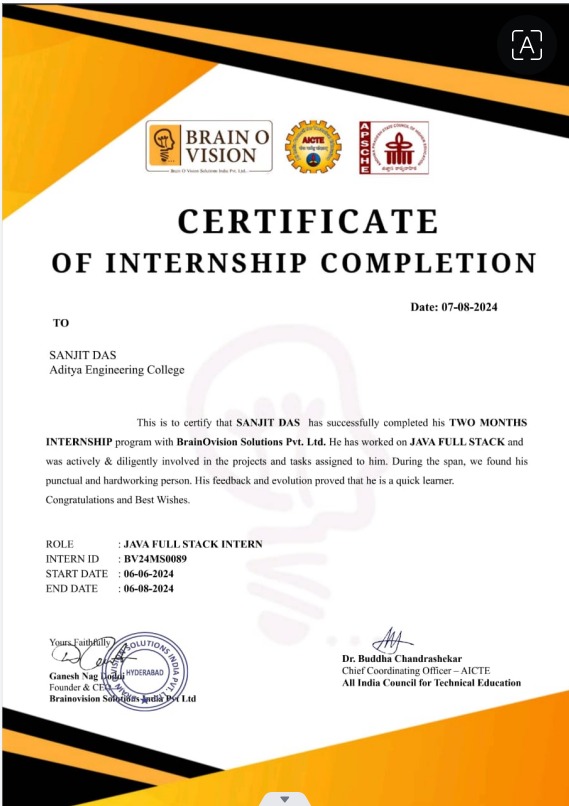 BRAIN O
VISION
Brain O Vision Solutions India Pvt. Ltd.
AICTE
APSCHE
CERTIFICATE
OF INTERNSHIP COMPLETION
Date: 07-08-2024
TO
SANJIT DAS
Aditya Engineering College
This is to certify that SANJIT DAS has successfully completed his TWO MONTHS
INTERNSHIP program with BrainOvision Solutions Pvt. Ltd. He has worked on JAVA FULL STACK and
was actively & diligently involved in the projects and tasks assigned to him. During the span, we found his
punctual and hardworking person. His feedback and evolution proved that he is a quick learner.
Congratulations and Best Wishes.
ROLE : JAVA FULL STACK INTERN
INTERN ID : BV24MS0089
START DATE : 06-06-2024
END DATE : 06-08-2024
Yours Faithfully
Ganesh Nag
Founder & CEO
Brainovision Solutions India Pvt Ltd
HYDERABAD
Dr. Buddha Chandrashekar
Chief Coordinating Officer – AICTE
All India Council for Technical Education
A